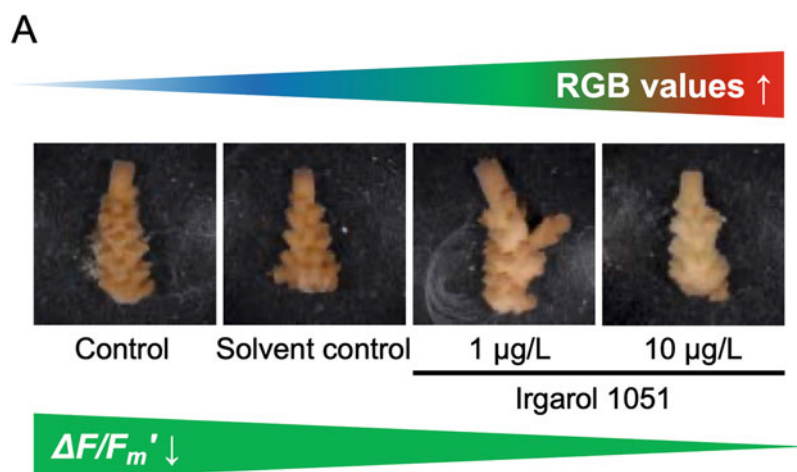 A
RGB values ↑
Control
Solvent control
1 μg/L
10 μg/L
Irgarol 1051
ΔF/Fm' ↓